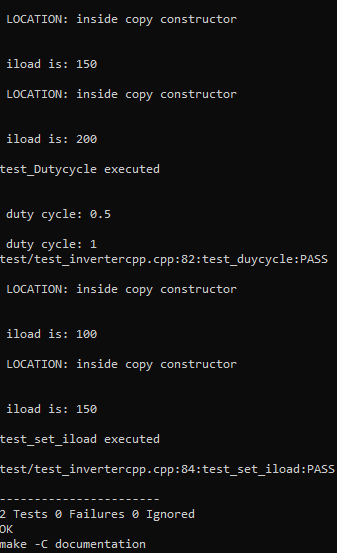 LOCATION: inside copy constructor
iload is: 150
LOCATION: inside copy constructor
iload is: 200
test_Dutycycle executed
duty cycle: 0.5
duty cycle: 1
test/test_invertercpp.cpp:82:test_duycycle:PASS
LOCATION: inside copy constructor
iload is: 100
LOCATION: inside copy constructor
iload is: 150
test_set_iload executed
test/test_invertercpp.cpp:84:test_set_iload:PASS
-----------------------
2 Tests 0 Failures 0 Ignored
OK
make -C documentation